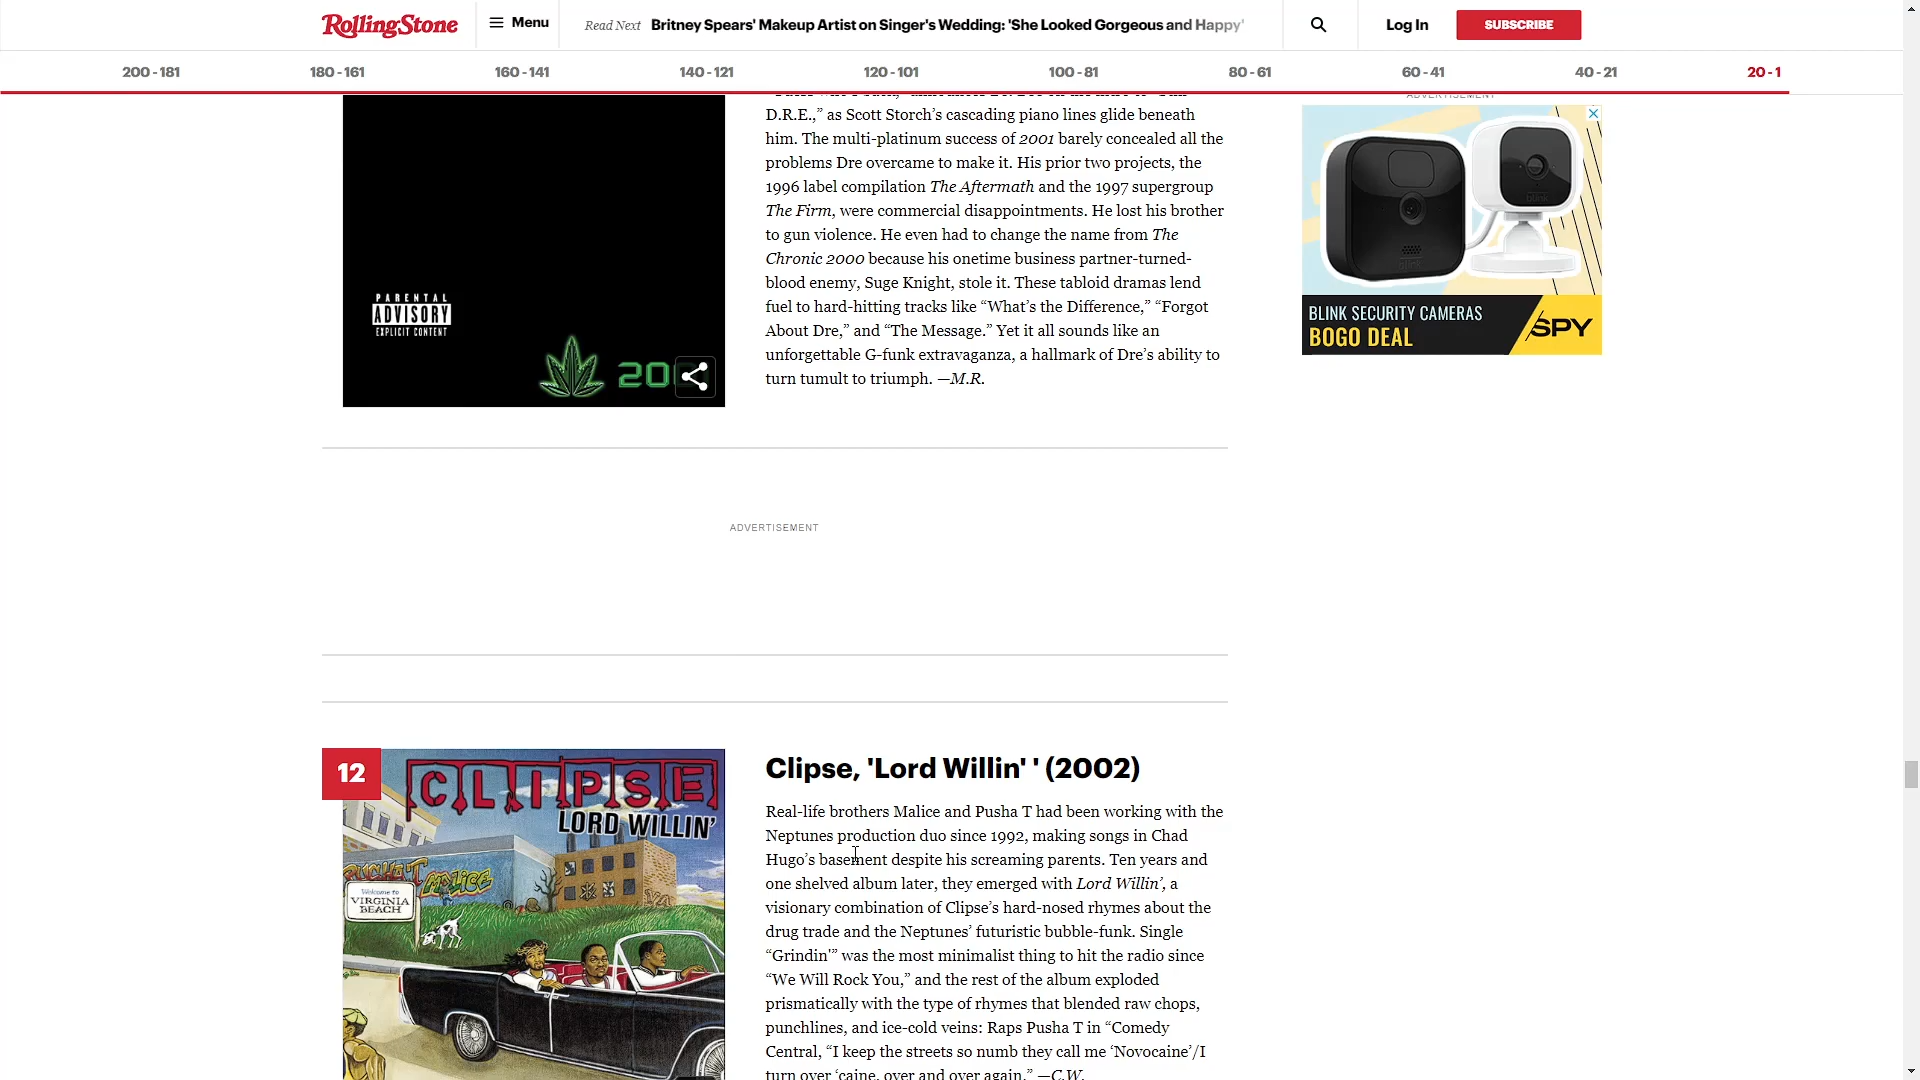 RollingStone
Menu
Read Next Britney Spears' Makeup Artist on Singer's Wedding: 'She Looked Gorgeous and Happy'
Log In
SUBSCRIBE
200 - 181
180 - 161
160 - 141
140 - 121
120 - 101
100 - 81
80 - 61
60 - 41
40 - 21
20 - 1
D.R.E.,” as Scott Storch’s cascading piano lines glide beneath
him. The multi-platinum success of 2001 barely concealed all the
problems Dre overcame to make it. His prior two projects, the
1996 label compilation The Aftermath and the 1997 supergroup
The Firm, were commercial disappointments. He lost his brother
to gun violence. He even had to change the name from The
Chronic 2000 because his onetime business partner-turned-
blood enemy, Suge Knight, stole it. These tabloid dramas lend
fuel to hard-hitting tracks like “What’s the Difference,” “Forgot
About Dre,” and “The Message.” Yet it all sounds like an
unforgettable G-funk extravaganza, a hallmark of Dre’s ability to
turn tumult to triumph. —M.R.
PARENTAL
ADVISORY
EXPLICIT CONTENT
200
ADVERTISEMENT
blink
BLINK SECURITY CAMERAS
BOGO DEAL
SPY
ADVERTISEMENT
12
CLIPSE
LORD WILLIN'
PUSHA T MALICE
Welcome to
VIRGINIA
BEACH
Clipse, 'Lord Willin' ' (2002)
Real-life brothers Malice and Pusha T had been working with the
Neptunes production duo since 1992, making songs in Chad
Hugo’s basement despite his screaming parents. Ten years and
one shelved album later, they emerged with Lord Willin’, a
visionary combination of Clipse’s hard-nosed rhymes about the
drug trade and the Neptunes’ futuristic bubble-funk. Single
“Grindin'” was the most minimalist thing to hit the radio since
“We Will Rock You,” and the rest of the album exploded
prismatically with the type of rhymes that blended raw chops,
punchlines, and ice-cold veins: Raps Pusha T in “Comedy
Central, “I keep the streets so numb they call me ‘Novocaine’/I
turn over ‘caine, over and over again.” —C.W.